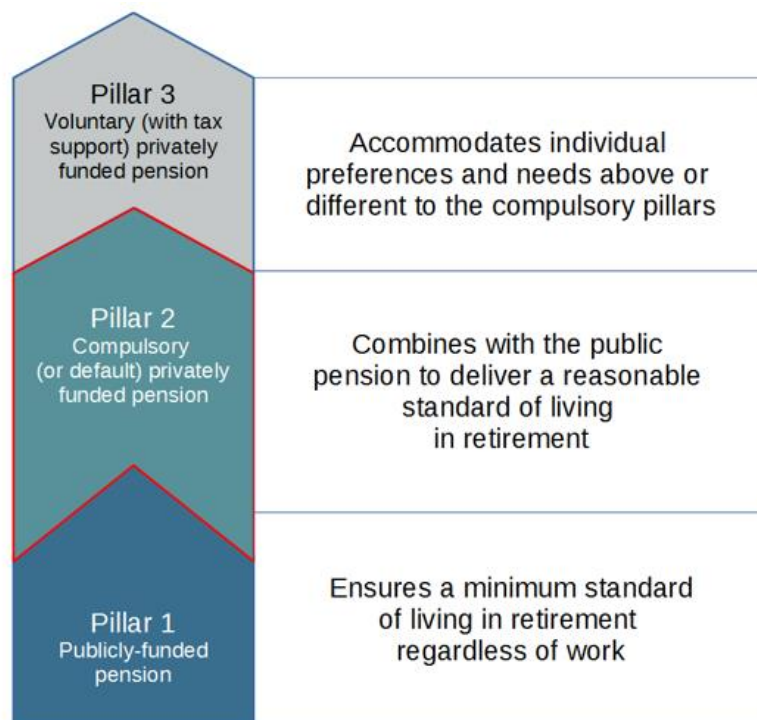 Pillar 3
Voluntary (with tax
support) privately
funded pension
Accommodates individual
preferences and needs above or
different to the compulsory pillars
Pillar 2
Compulsory
(or default) privately
funded pension
Combines with the public
pension to deliver a reasonable
standard of living
in retirement
Pillar 1
Publicly-funded
pension
Ensures a minimum standard
of living in retirement
regardless of work